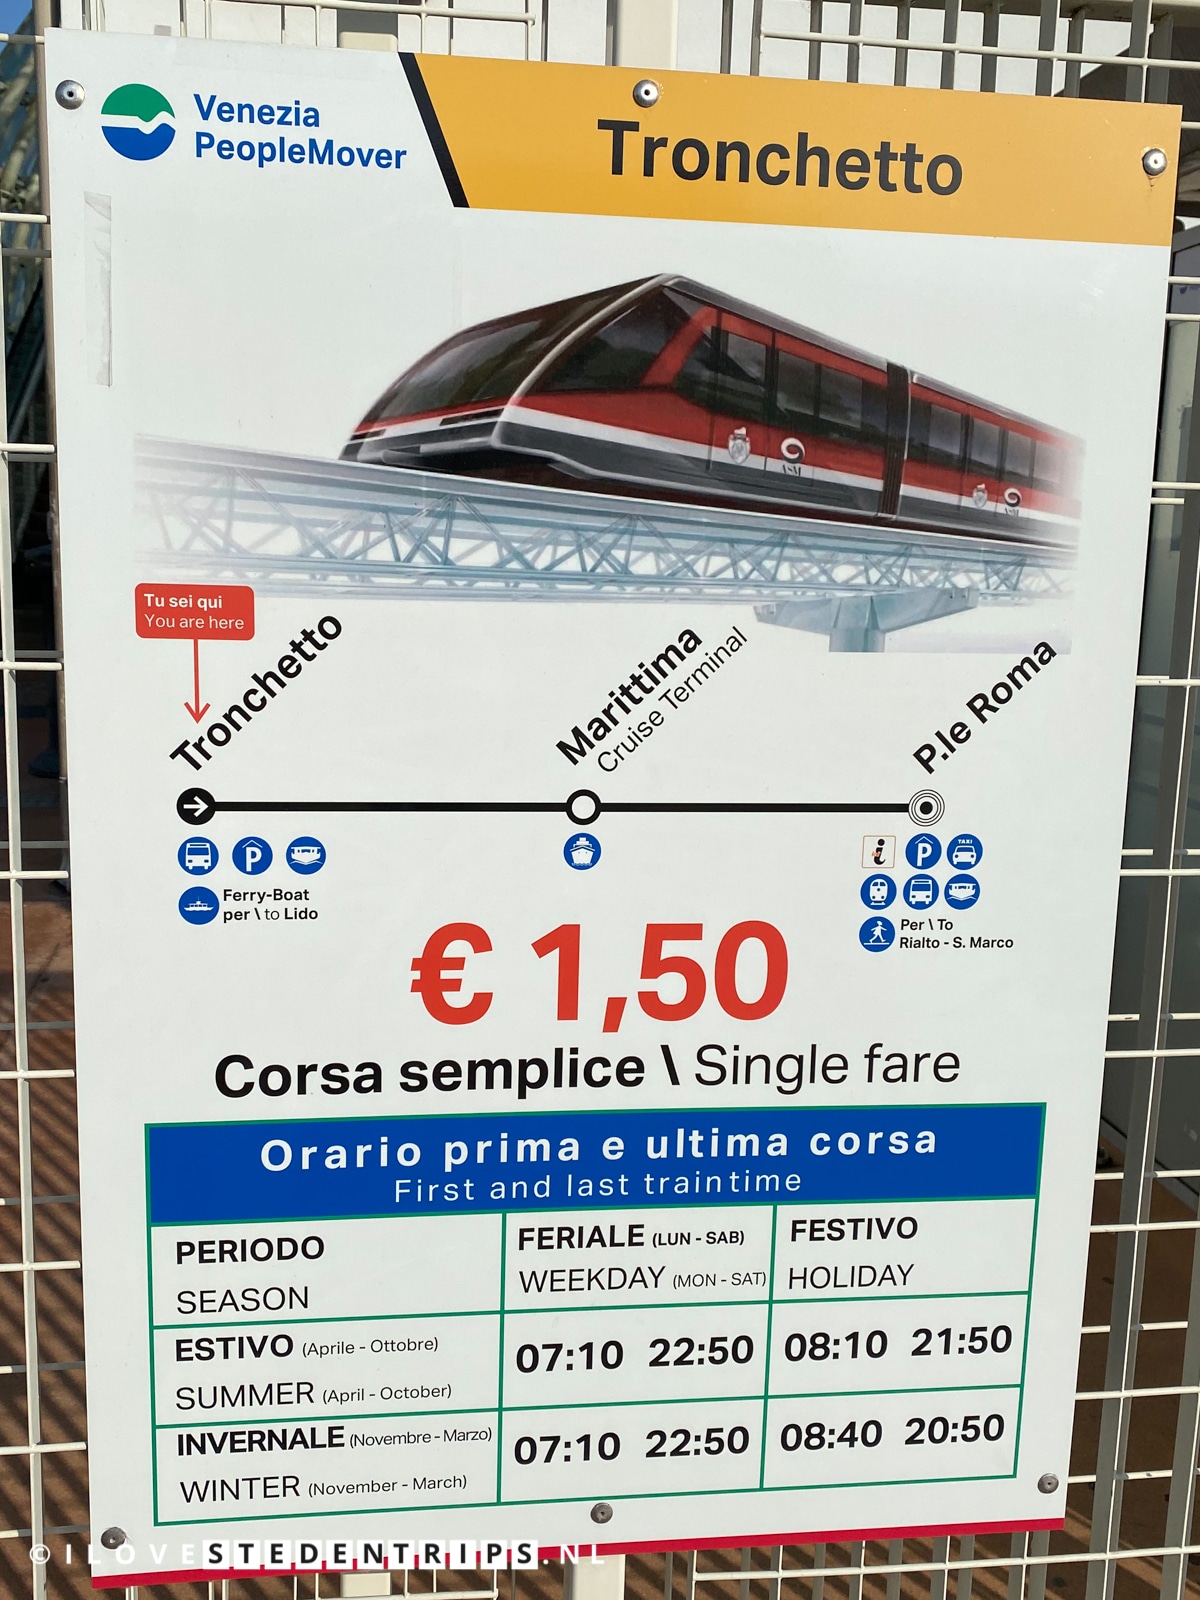 Venezia
PeopleMover
Tronchetto
ASM
ASM
Tu sei qui
You are here
Tronchetto
Marittima
Cruise Terminal
P.le Roma
P
i
P
TAXI
Ferry-Boat
per \ to Lido
Per \ To
Rialto - S. Marco
€ 1,50
Corsa semplice \ Single fare
Orario prima e ultima corsa
First and last traintime
PERIODO
SEASON
FERIALE (LUN - SAB)
WEEKDAY (MON - SAT)
FESTIVO
HOLIDAY
ESTIVO (Aprile - Ottobre)
SUMMER (April - October)
07:10 22:50
08:10 21:50
INVERNALE (Novembre - Marzo)
WINTER (November - March)
07:10 22:50
08:40 20:50
© ILOVESTEDENTRIPS.NL